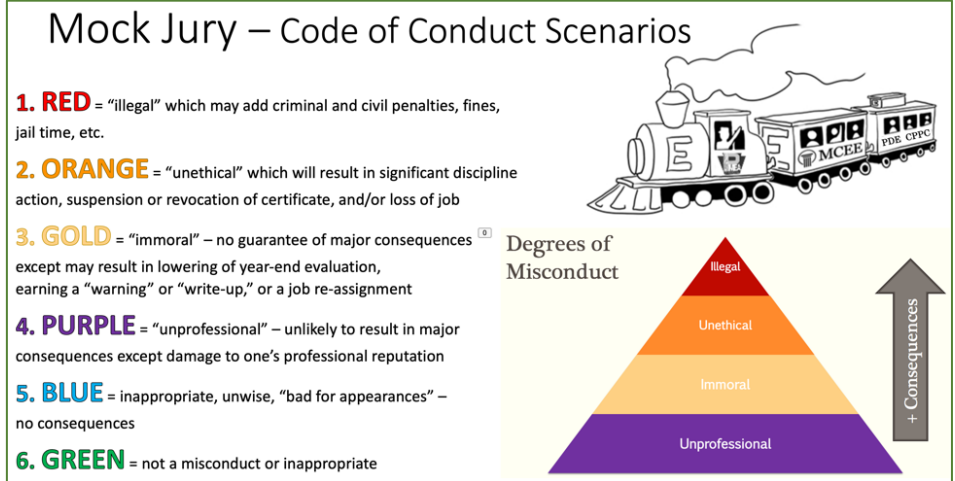 Mock Jury – Code of Conduct Scenarios
1. RED = “illegal” which may add criminal and civil penalties, fines,
jail time, etc.
2. ORANGE = “unethical” which will result in significant discipline
action, suspension or revocation of certificate, and/or loss of job
3. GOLD = “immoral” – no guarantee of major consequences
except may result in lowering of year-end evaluation,
earning a “warning” or “write-up,” or a job re-assignment
4. PURPLE = “unprofessional” – unlikely to result in major
consequences except damage to one’s professional reputation
5. BLUE = inappropriate, unwise, “bad for appearances” –
no consequences
6. GREEN = not a misconduct or inappropriate
E
E
MCEE
PDE CPPC
0
Degrees of
Misconduct
Illegal
Unethical
Immoral
Unprofessional
+ Consequences